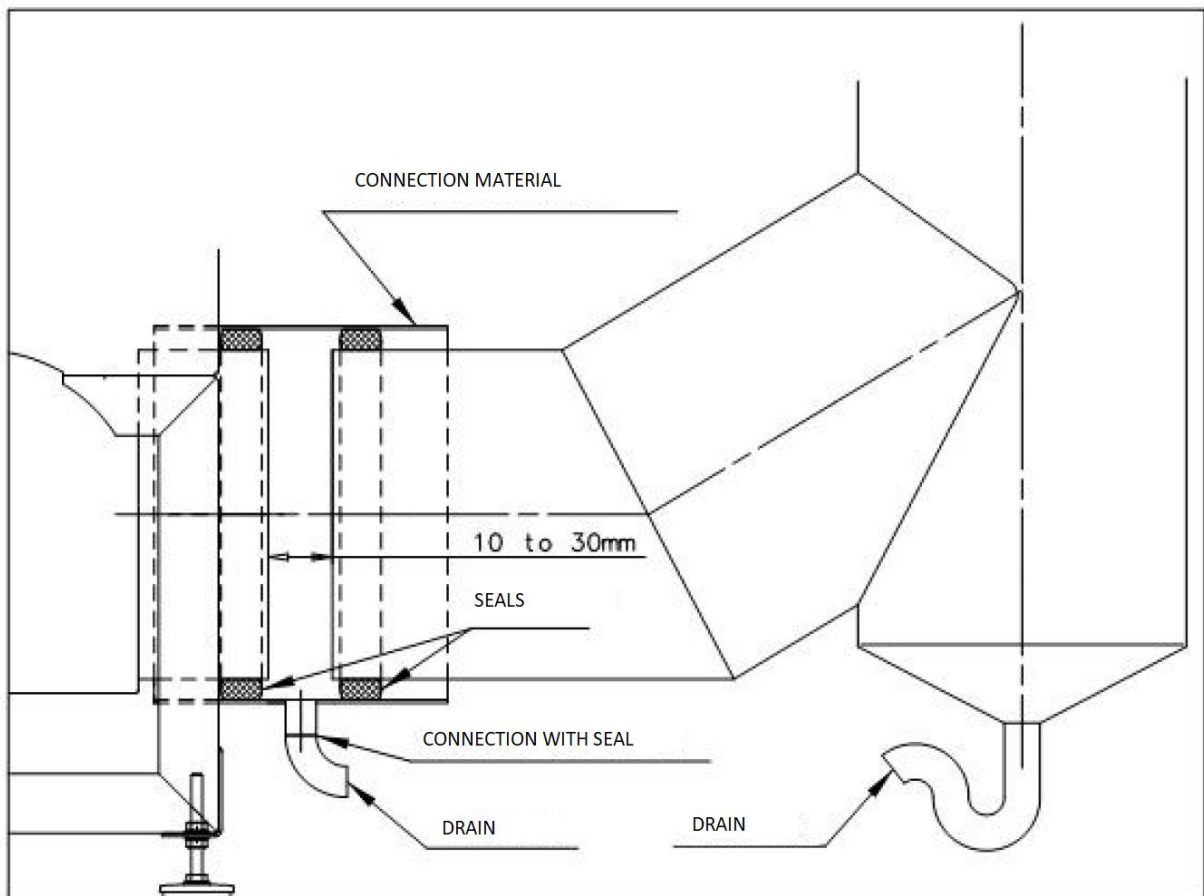 CONNECTION MATERIAL
10 to 30mm
SEALS
CONNECTION WITH SEAL
DRAIN
DRAIN